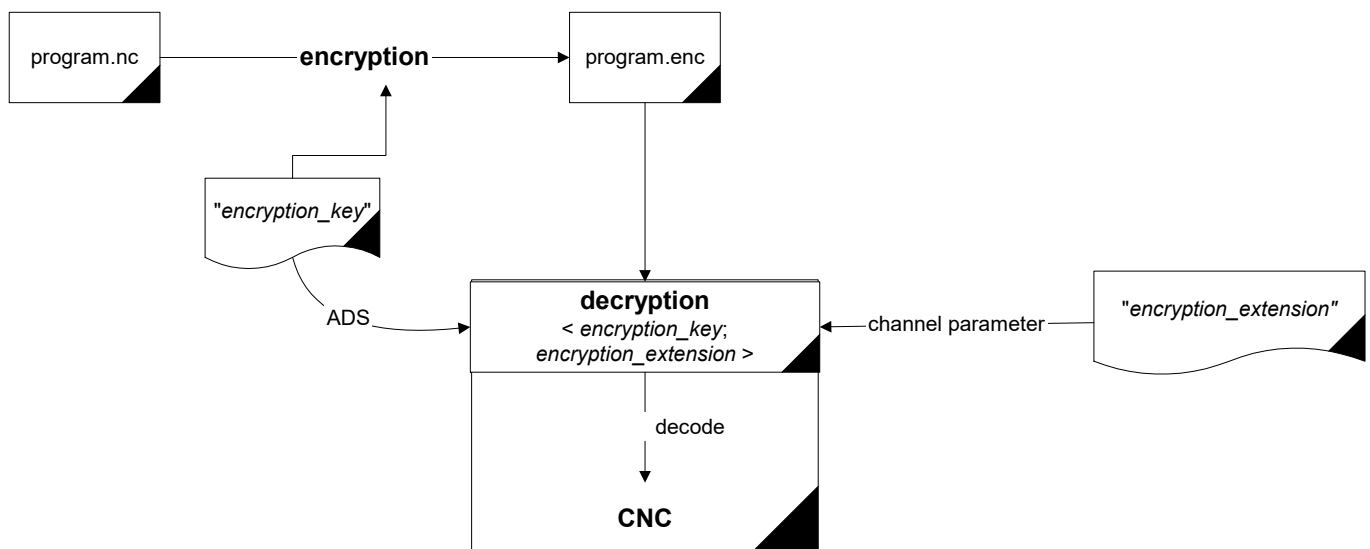 program.nc
encryption
program.enc
"encryption_key"
ADS
decryption
< encryption_key;
encryption_extension >
channel parameter
"encryption_extension"
decode
CNC